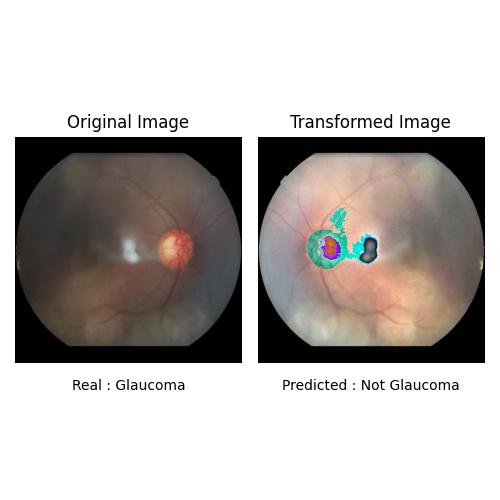 Original Image
Transformed Image
Real : Glaucoma
Predicted : Not Glaucoma